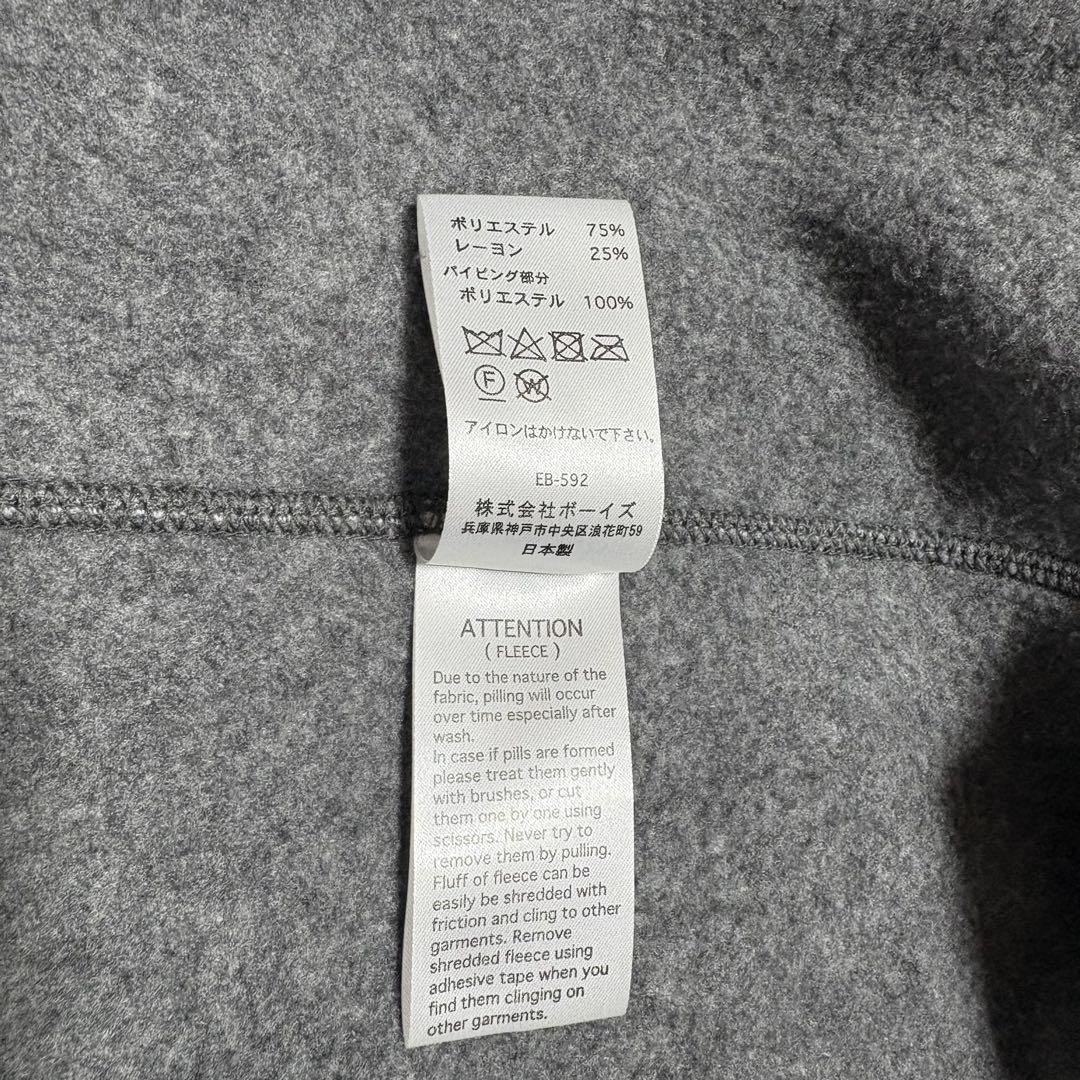 ポリエステル 75%
レーヨン 25%
パイピング部分
ポリエステル 100%
F W
アイロンはかけないで下さい。
EB-592
株式会社ボーイズ
兵庫県神戸市中央区浪花町59
日本製
ATTENTION
( FLEECE )
Due to the nature of the
fabric, pilling will occur
over time especially after
wash.
In case if pills are formed
please treat them gently
with brushes, or cut
them one by one using
scissors. Never try to
remove them by pulling.
Fluff of fleece can be
easily be shredded with
friction and cling to other
garments. Remove
shredded fleece using
adhesive tape when you
find them clinging on
other garments.